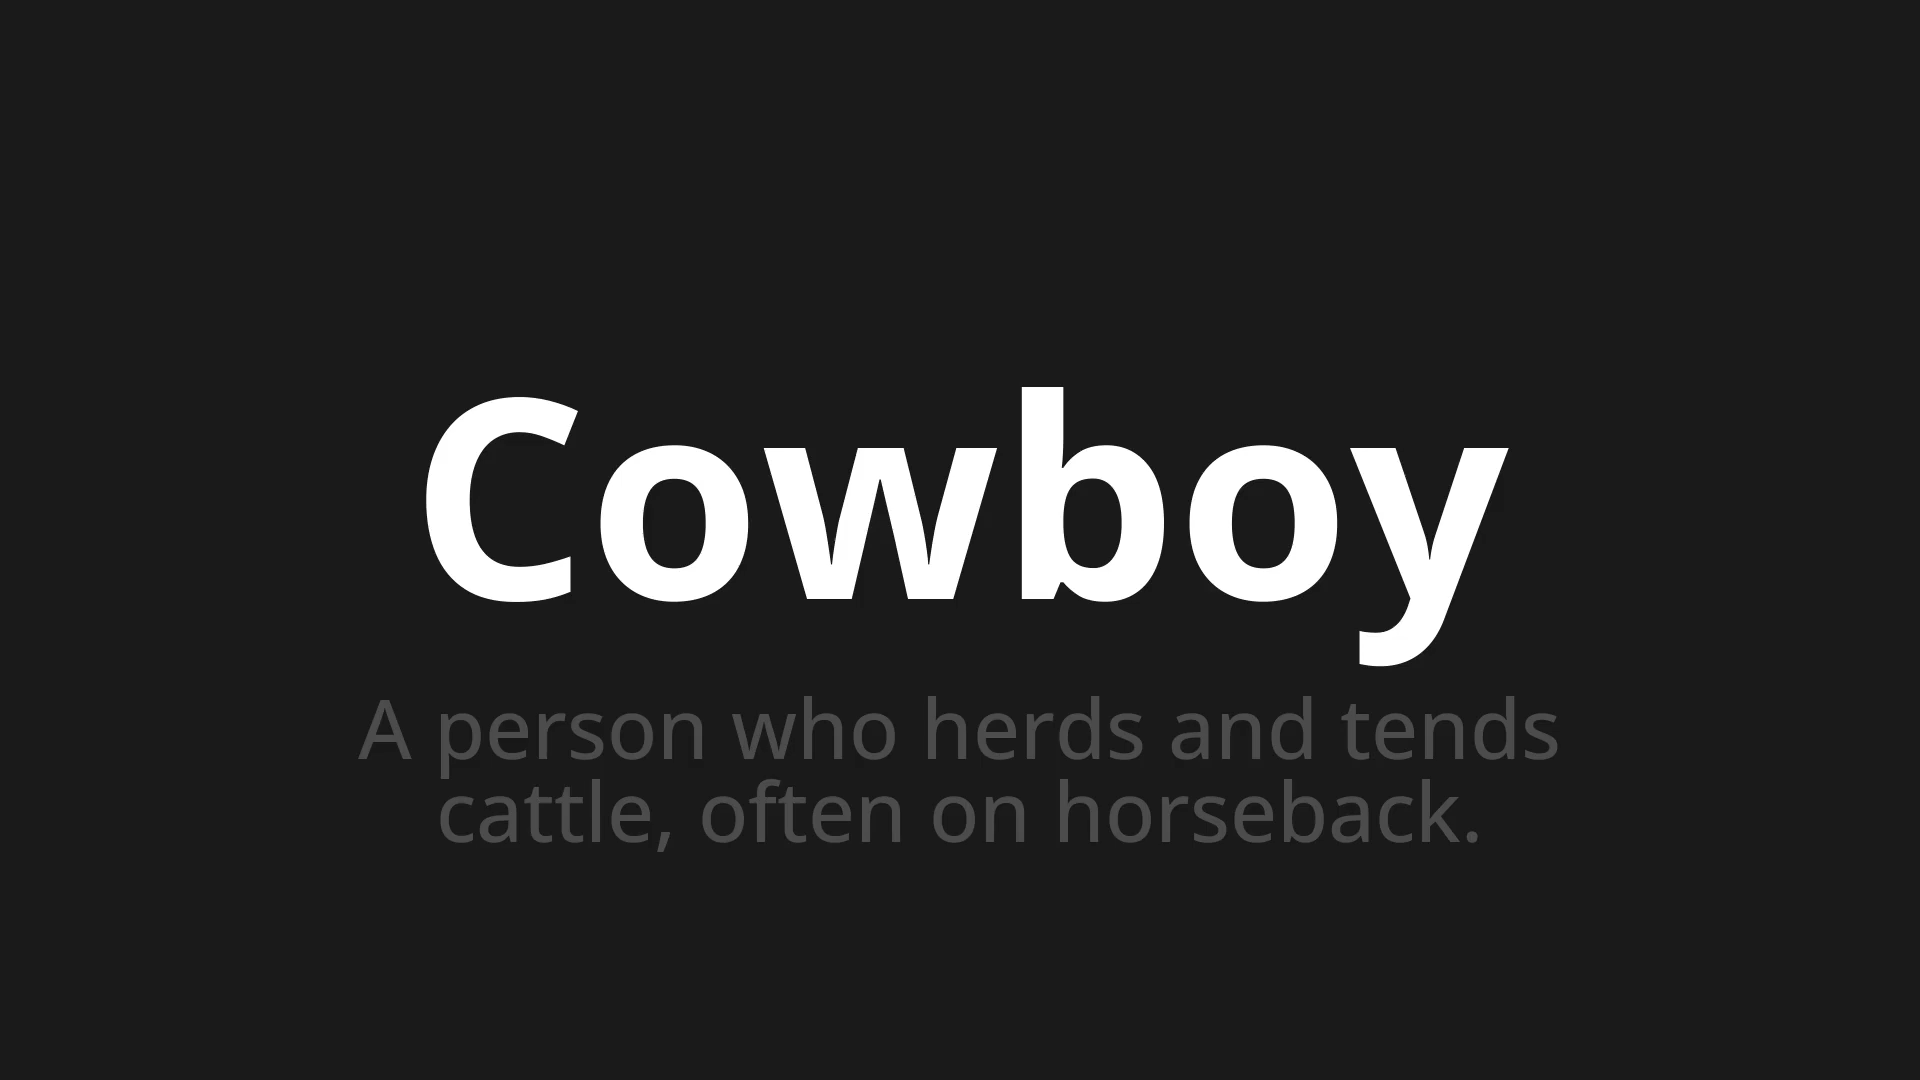 Cowboy
A person who herds and tends
cattle, often on horseback.